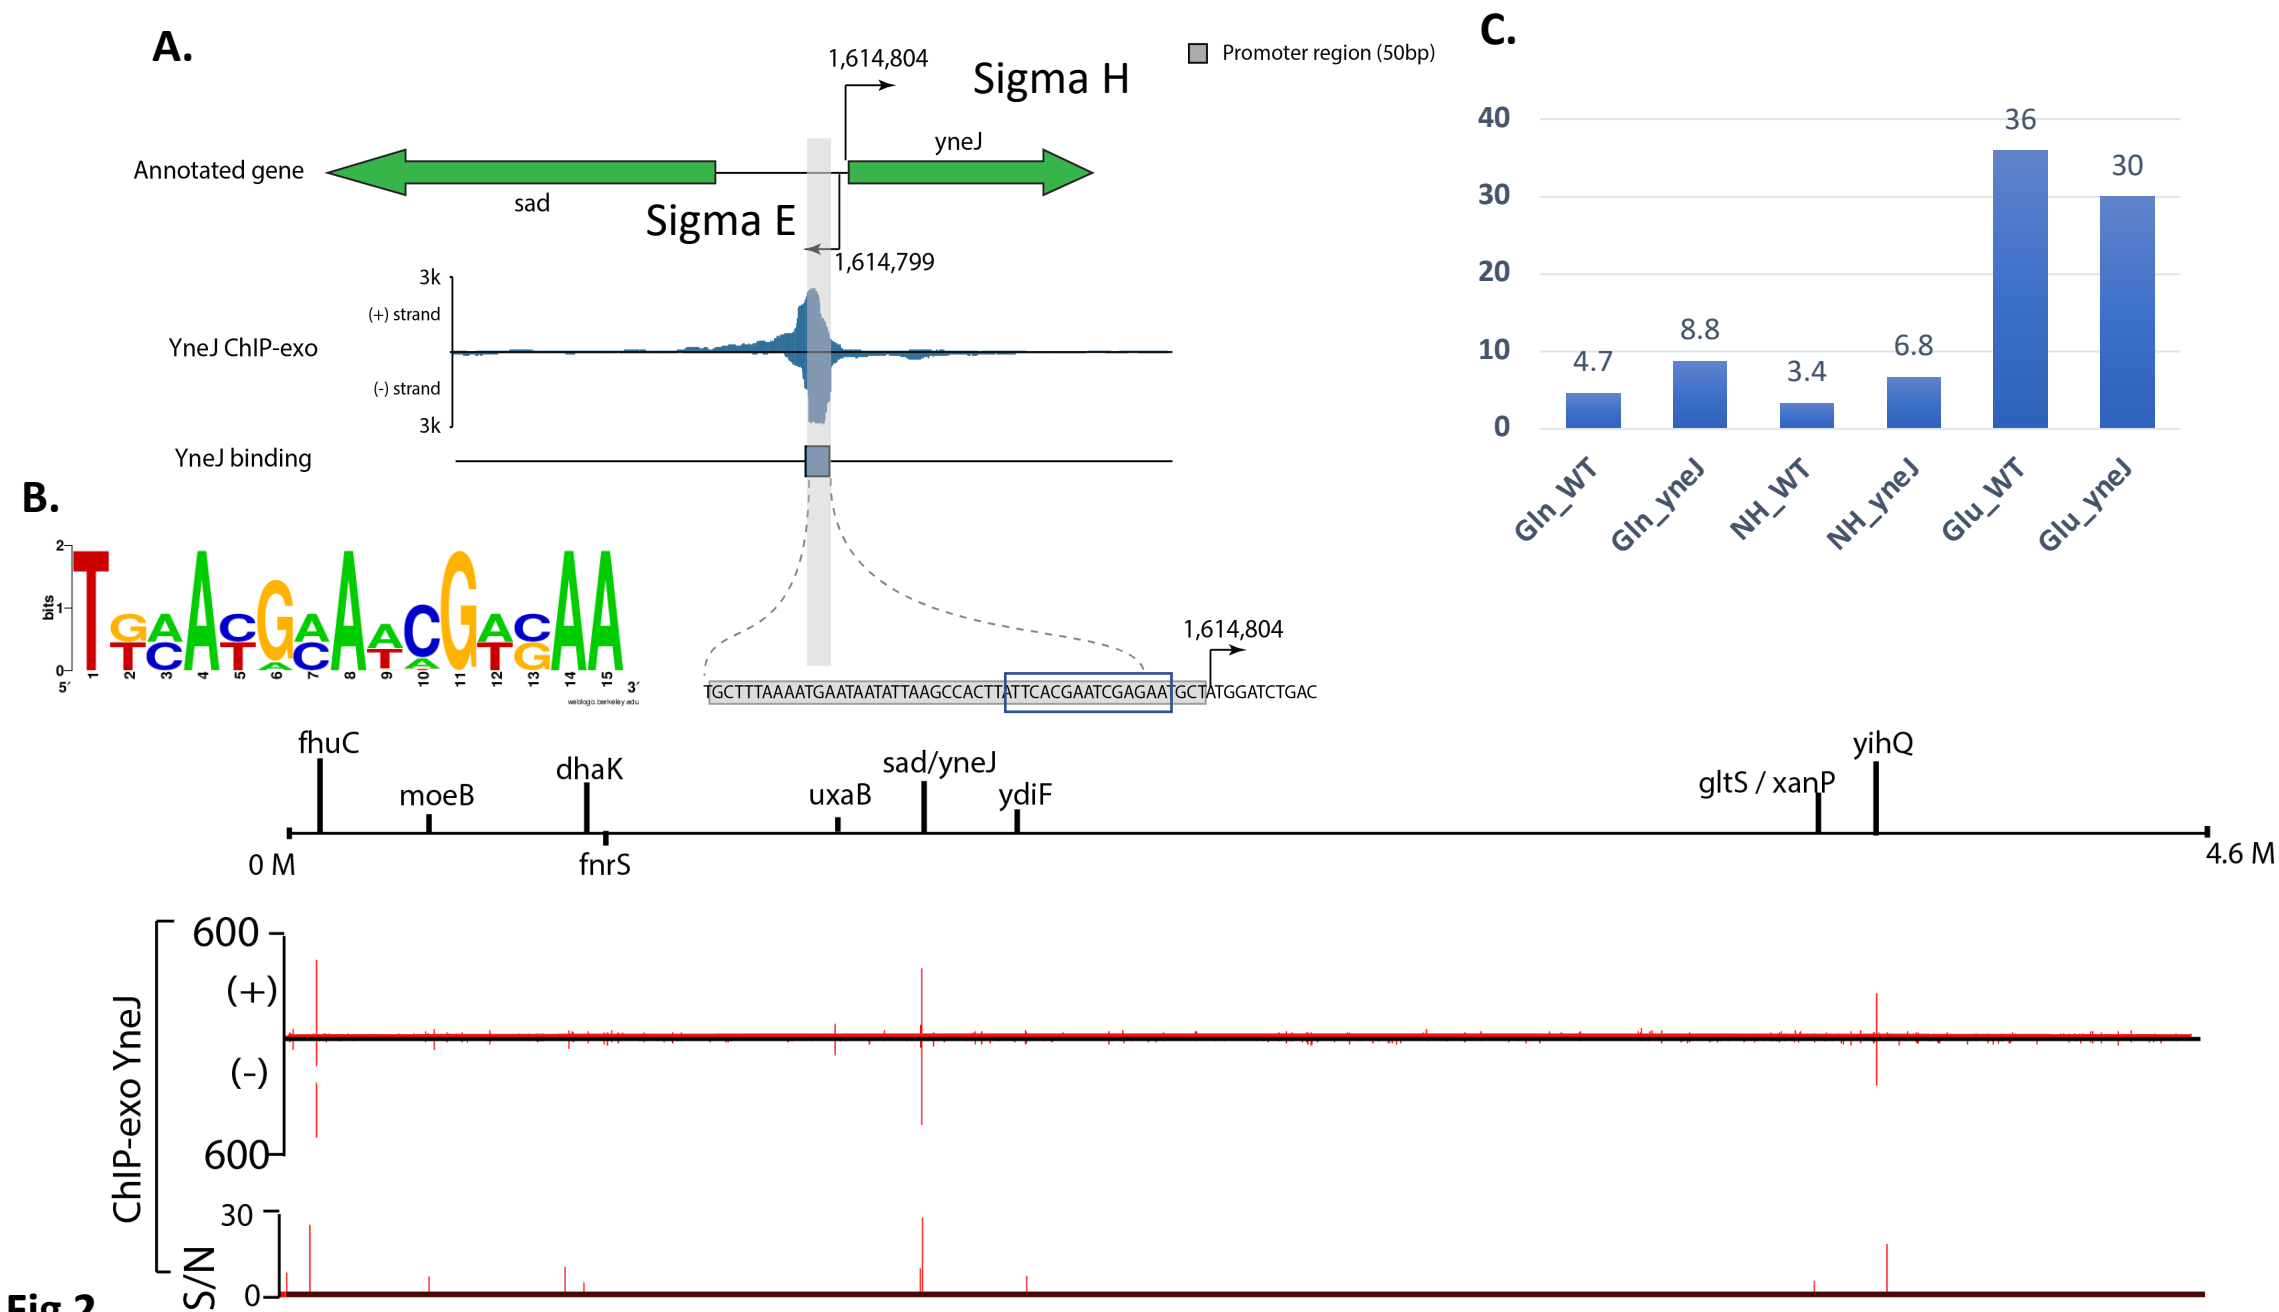 A.
1,614,804
Sigma H
Promoter region (50bp)
Annotated gene
yneJ
sad
Sigma E
1,614,799
3k
(+) strand
YneJ ChIP-exo
(-) strand
3k
YneJ binding
C.
40
30
20
10
0
4.7
8.8
3.4
6.8
36
30
Gln_WT
Gln_yneJ
NH_WT
NH_yneJ
Glu_WT
Glu_yneJ
B.
2
bits
1
0
5′
1 2 3 4 5 6 7 8 9 10 11 12 13 14 15
3′
weblogo.berkeley.edu
1,614,804
TGCTTTAAAATGAATAATATTAAGCCACTTATTCACGAATCGAGAATGCTATGGATCTGAC
fhuC
moeB
dhaK
fnrS
uxaB
sad/yneJ
ydiF
gltS / xanP
yihQ
0 M
4.6 M
ChIP-exo YneJ
600
(+)
(-)
600
30
S/N
0
Fig 2